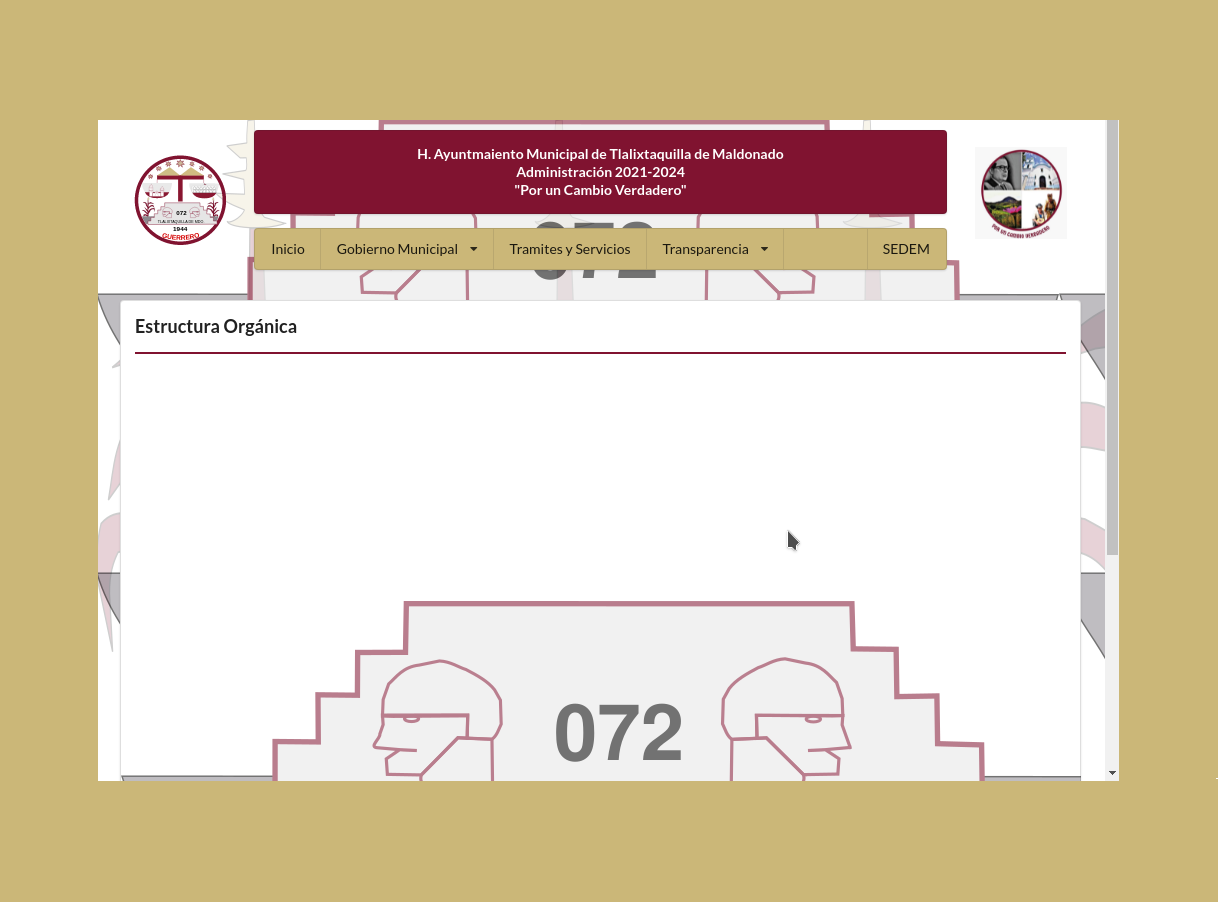 H. Ayuntmaiento Municipal de Tlalixtaquilla de Maldonado
Administración 2021-2024
"Por un Cambio Verdadero"
072
TLALIXTAQUILLA DE MDO.
1944
GUERRERO
POR UN CAMBIO VERDADERO
072
Inicio
Gobierno Municipal
Tramites y Servicios
Transparencia
SEDEM
Estructura Orgánica
072